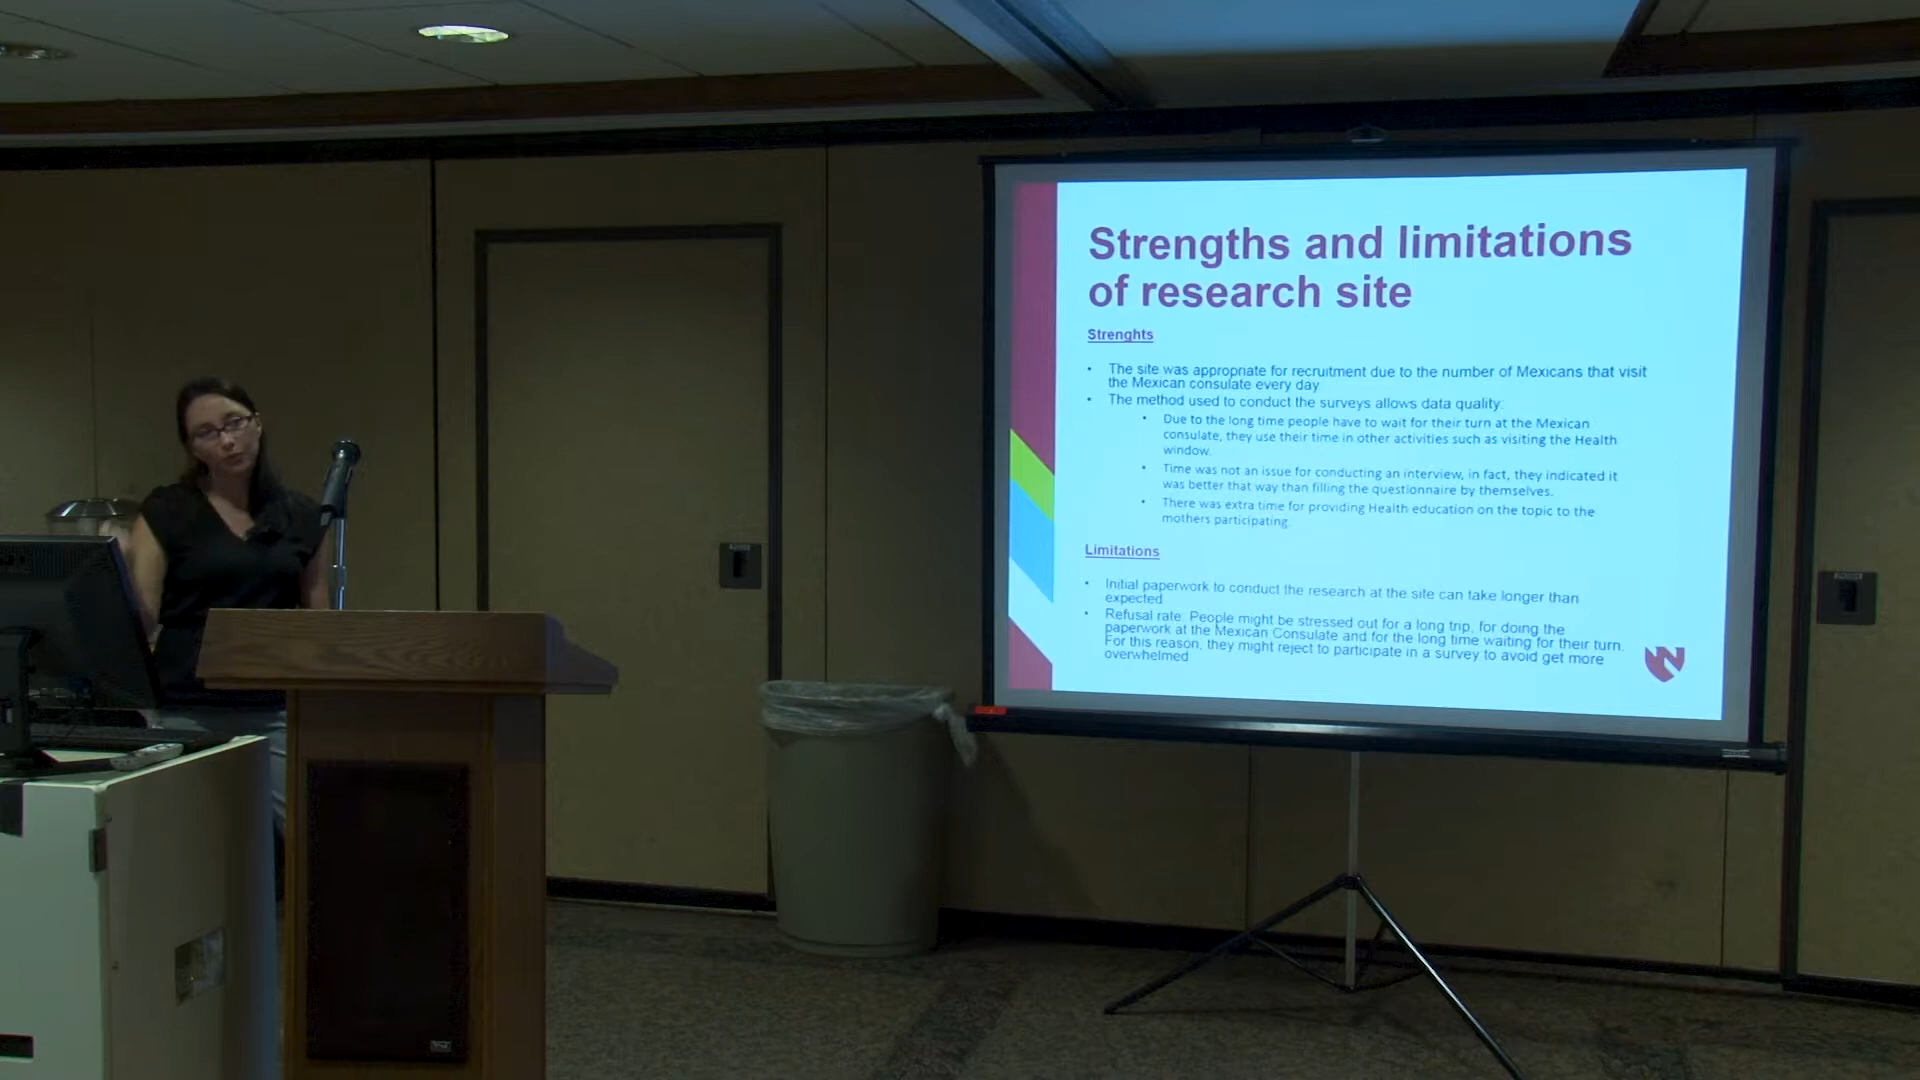 Strengths and limitations
of research site
Strenghts
• The site was appropriate for recruitment due to the number of Mexicans that visit
the Mexican consulate every day
• The method used to conduct the surveys allows data quality:
• Due to the long time people have to wait for their turn at the Mexican
consulate, they use their time in other activities such as visiting the Health
window.
• Time was not an issue for conducting an interview, in fact, they indicated it
was better that way than filling the questionnaire by themselves.
• There was extra time for providing Health education on the topic to the
mothers participating.
Limitations
• Initial paperwork to conduct the research at the site can take longer than
expected
• Refusal rate: People might be stressed out for a long trip, for doing the
paperwork at the Mexican Consulate and for the long time waiting for their turn.
For this reason, they might reject to participate in a survey to avoid get more
overwhelmed
N